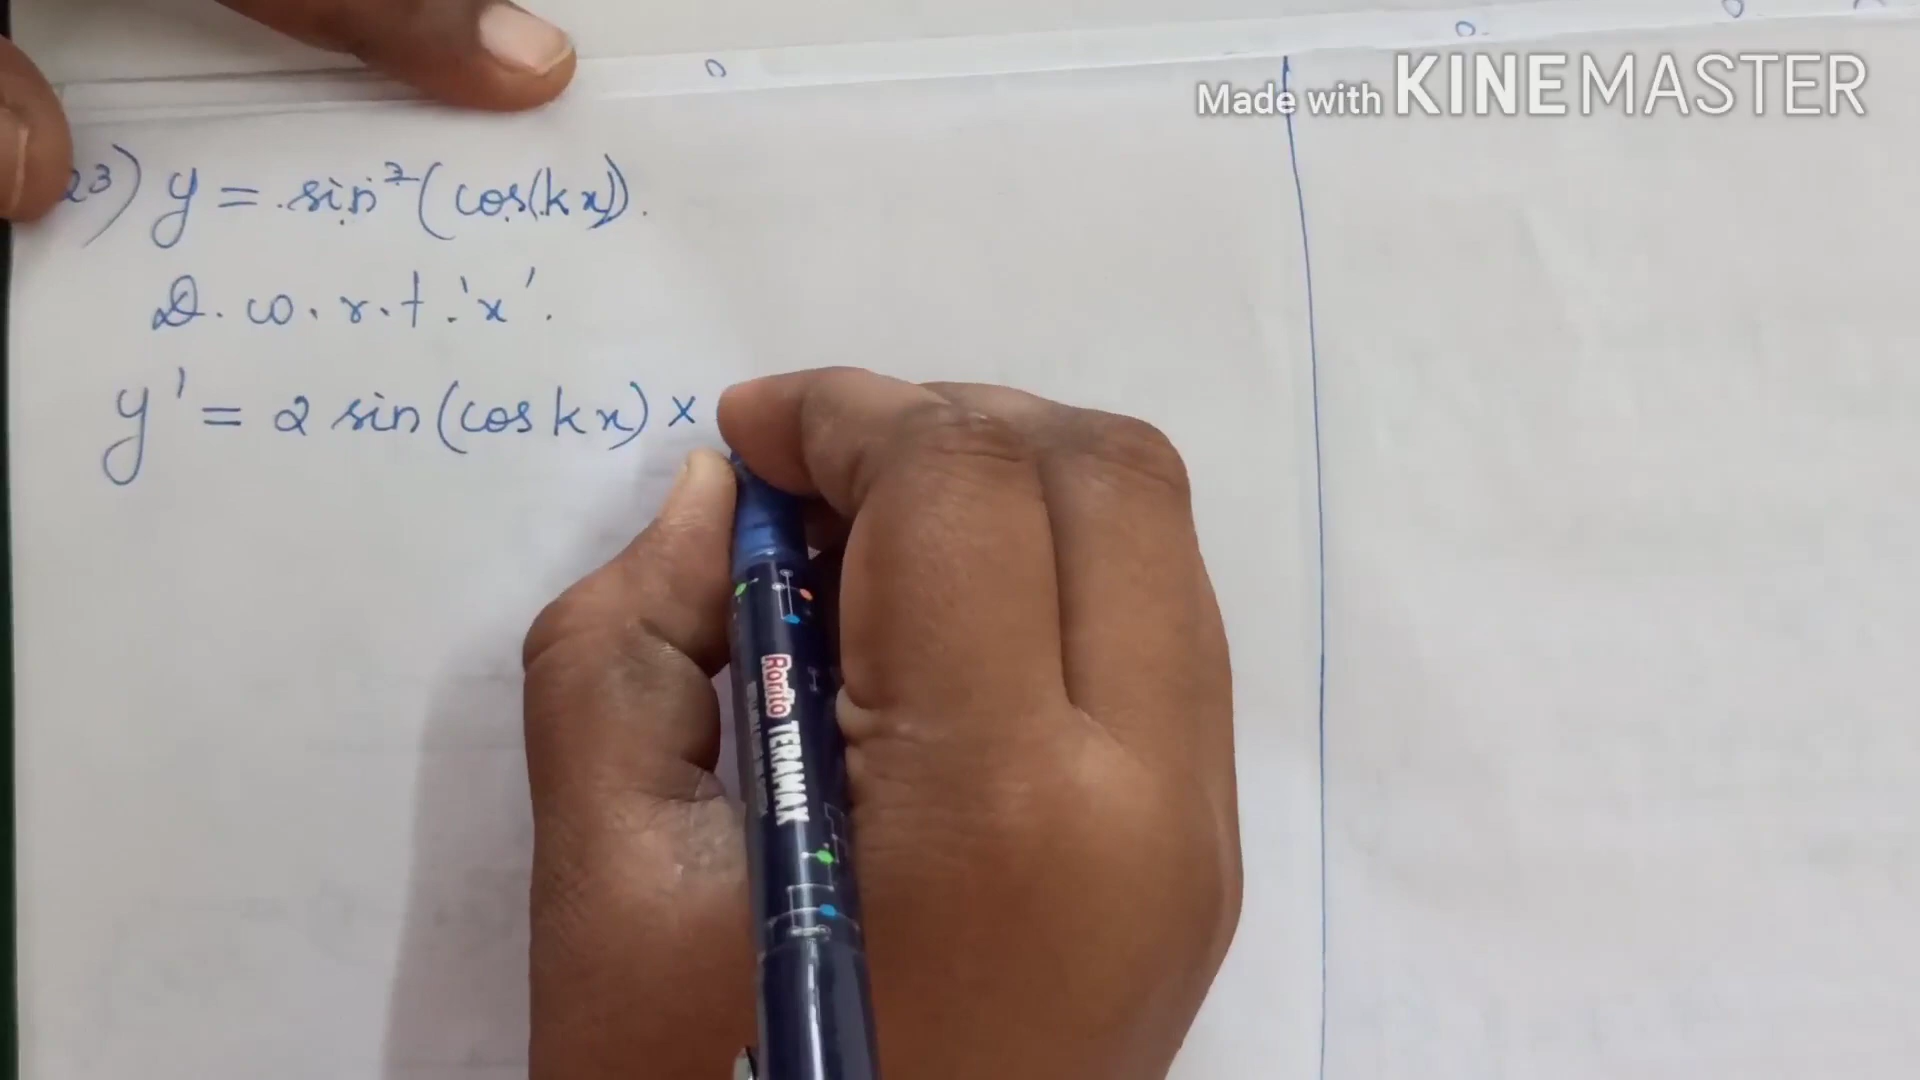 Made with KINEMASTER
23) y = sin²(cos(kx)).
D. w. r. t. 'x'.
y' = 2 sin (cos kx) ×
Rorito TERAMAX